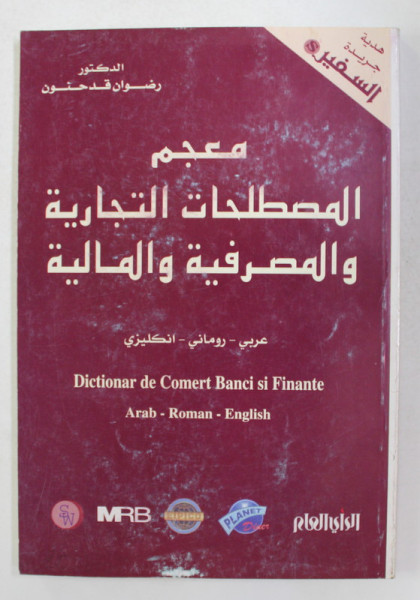 هدية
جريدة
السفير
الدكتور
رضوان قدحنون
معجم
المصطلحات التجارية
والمصرفية والمالية
عربي - روماني - انكليزي
Dictionar de Comert Banci si Finante
Arab - Roman - English
MRB
PLANET
الرأي العام